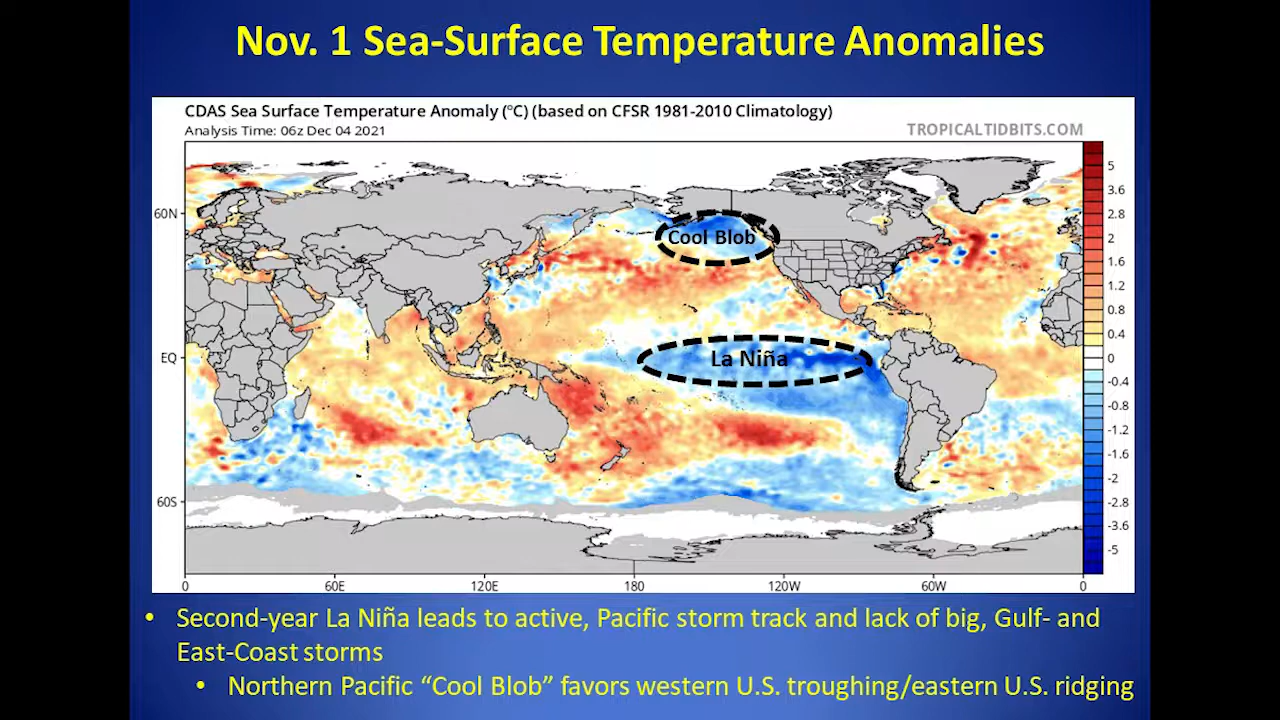 Nov. 1 Sea-Surface Temperature Anomalies
CDAS Sea Surface Temperature Anomaly (°C) (based on CFSR 1981-2010 Climatology)
Analysis Time: 06z Dec 04 2021
TROPICALTIDBITS.COM
60N
EQ
60S
Cool Blob
La Niña
5
3.6
2.8
2
1.6
1.2
0.8
0.4
0
-0.4
-0.8
-1.2
-1.6
-2
-2.8
-3.6
-5
0 60E 120E 180 120W 60W 0
• Second-year La Niña leads to active, Pacific storm track and lack of big, Gulf- and
East-Coast storms
• Northern Pacific “Cool Blob” favors western U.S. troughing/eastern U.S. ridging